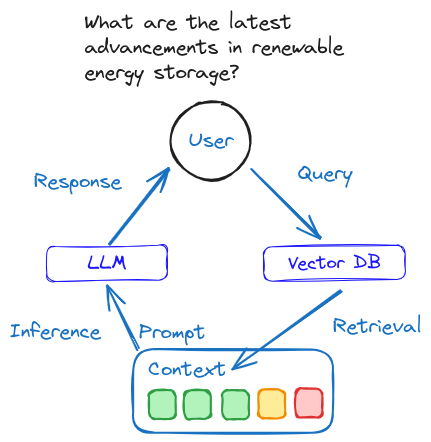 What are the latest
advancements in renewable
energy storage?
User
Response
Query
LLM
Vector DB
Inference
Prompt
Retrieval
Context